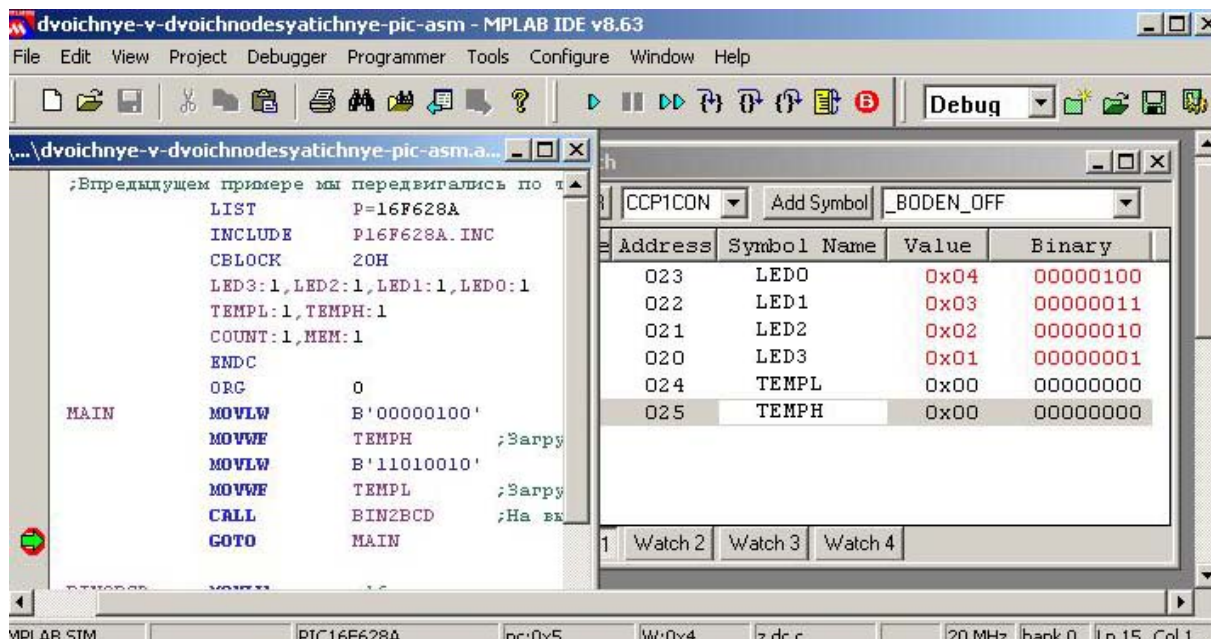 dvoichnye-v-dvoichnodesyatichnye-pic-asm - MPLAB IDE v8.63
File Edit View Project Debugger Programmer Tools Configure Window Help
Debug
\...\dvoichnye-v-dvoichnodesyatichnye-pic-asm.a...
;Впредыдущем примере мы передвигались по
LIST P=16F628A
INCLUDE P16F628A.INC
CBLOCK 20H
LED3:1,LED2:1,LED1:1,LED0:1
TEMPL:1,TEMPH:1
COUNT:1,MEM:1
ENDC
ORG 0
MAIN MOVLW B'00000100'
MOVWF TEMPH ;Загру
MOVLW B'11010010'
MOVWF TEMPL ;Загру
CALL BIN2BCD ;На вы
GOTO MAIN
CCP1CON Add Symbol _BODEN_OFF
Address Symbol Name Value Binary
023 LED0 0x04 00000100
022 LED1 0x03 00000011
021 LED2 0x02 00000010
020 LED3 0x01 00000001
024 TEMPL 0x00 00000000
025 TEMPH 0x00 00000000
1 Watch 2 Watch 3 Watch 4
MPLAB SIM PIC16F628A pc:0x5 W:0x4 z dc c 20 MHz bank 0 Ln 15, Col 1